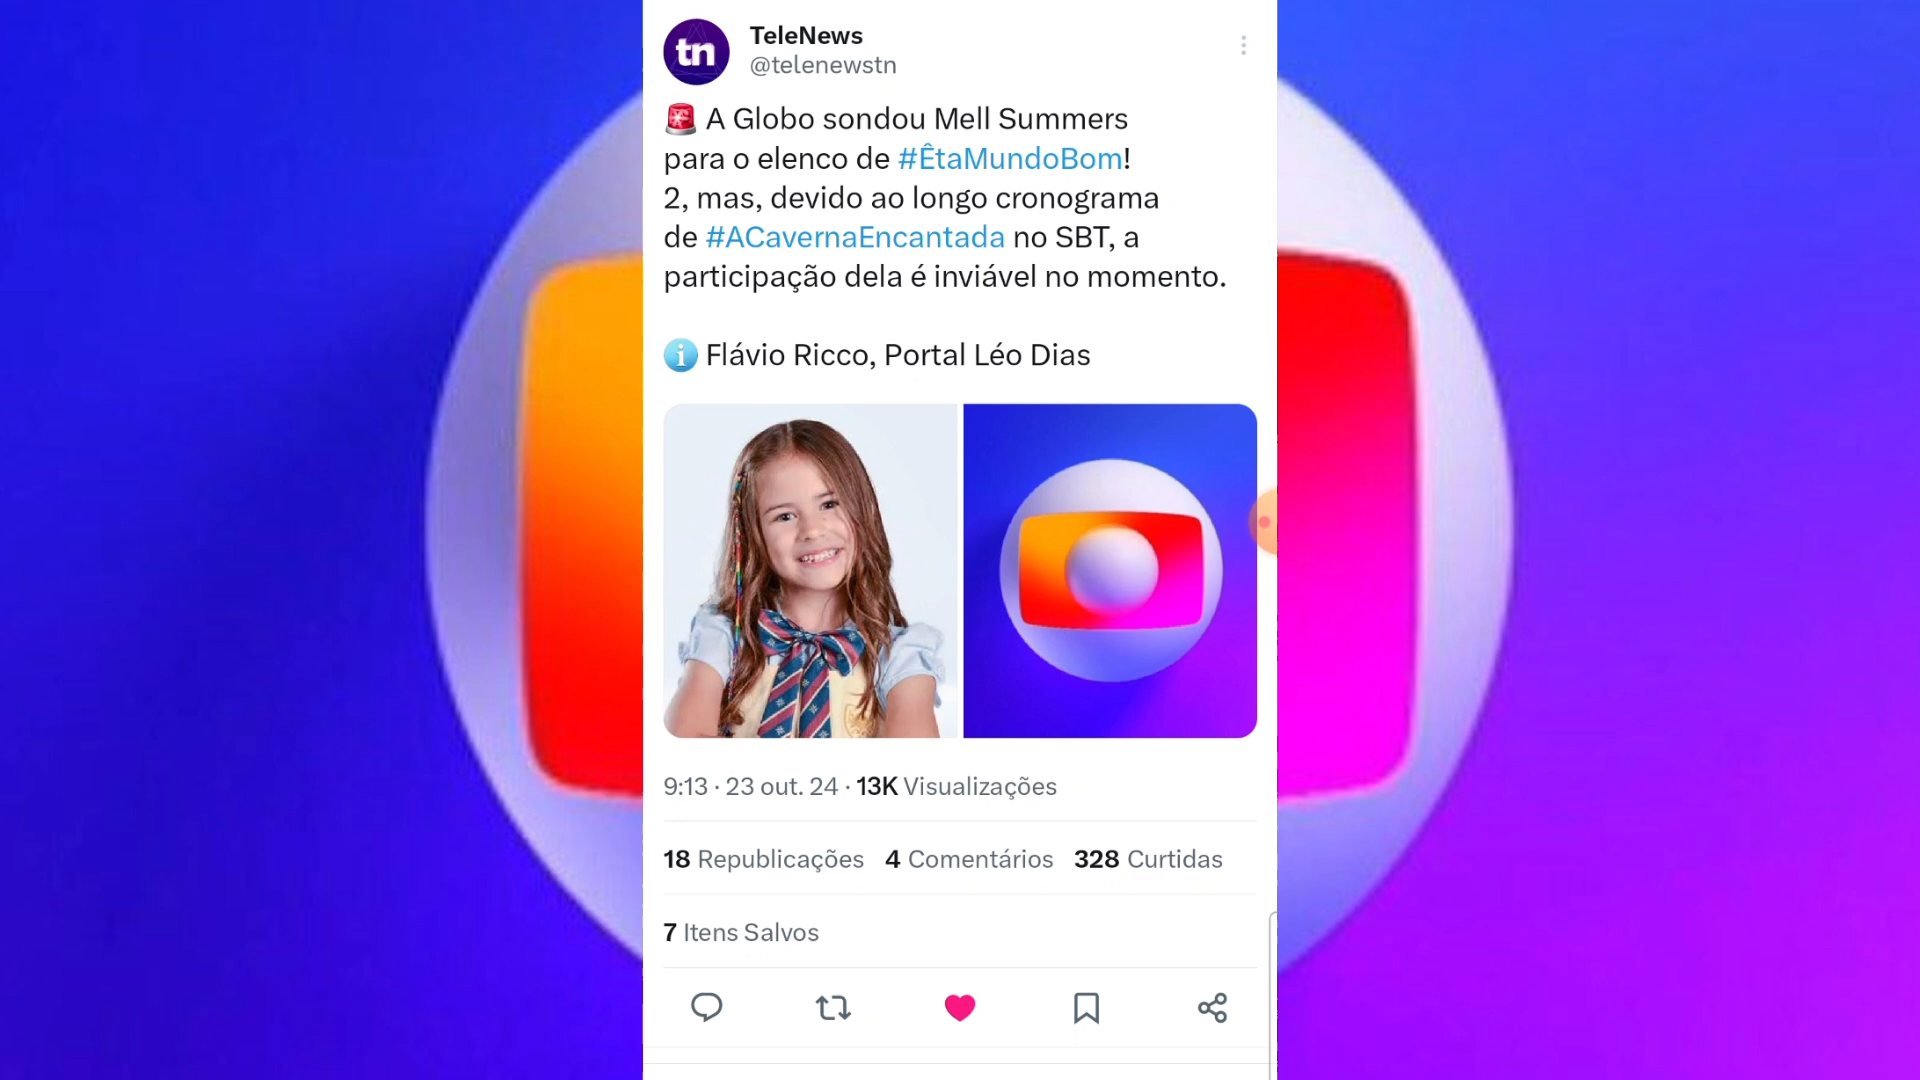 tn
TeleNews
@telenewstn
🚨 A Globo sondou Mell Summers
para o elenco de #ÊtaMundoBom!
2, mas, devido ao longo cronograma
de #ACavernaEncantada no SBT, a
participação dela é inviável no momento.
ℹ️ Flávio Ricco, Portal Léo Dias
9:13 · 23 out. 24 · 13K Visualizações
18 Republicações 4 Comentários 328 Curtidas
7 Itens Salvos